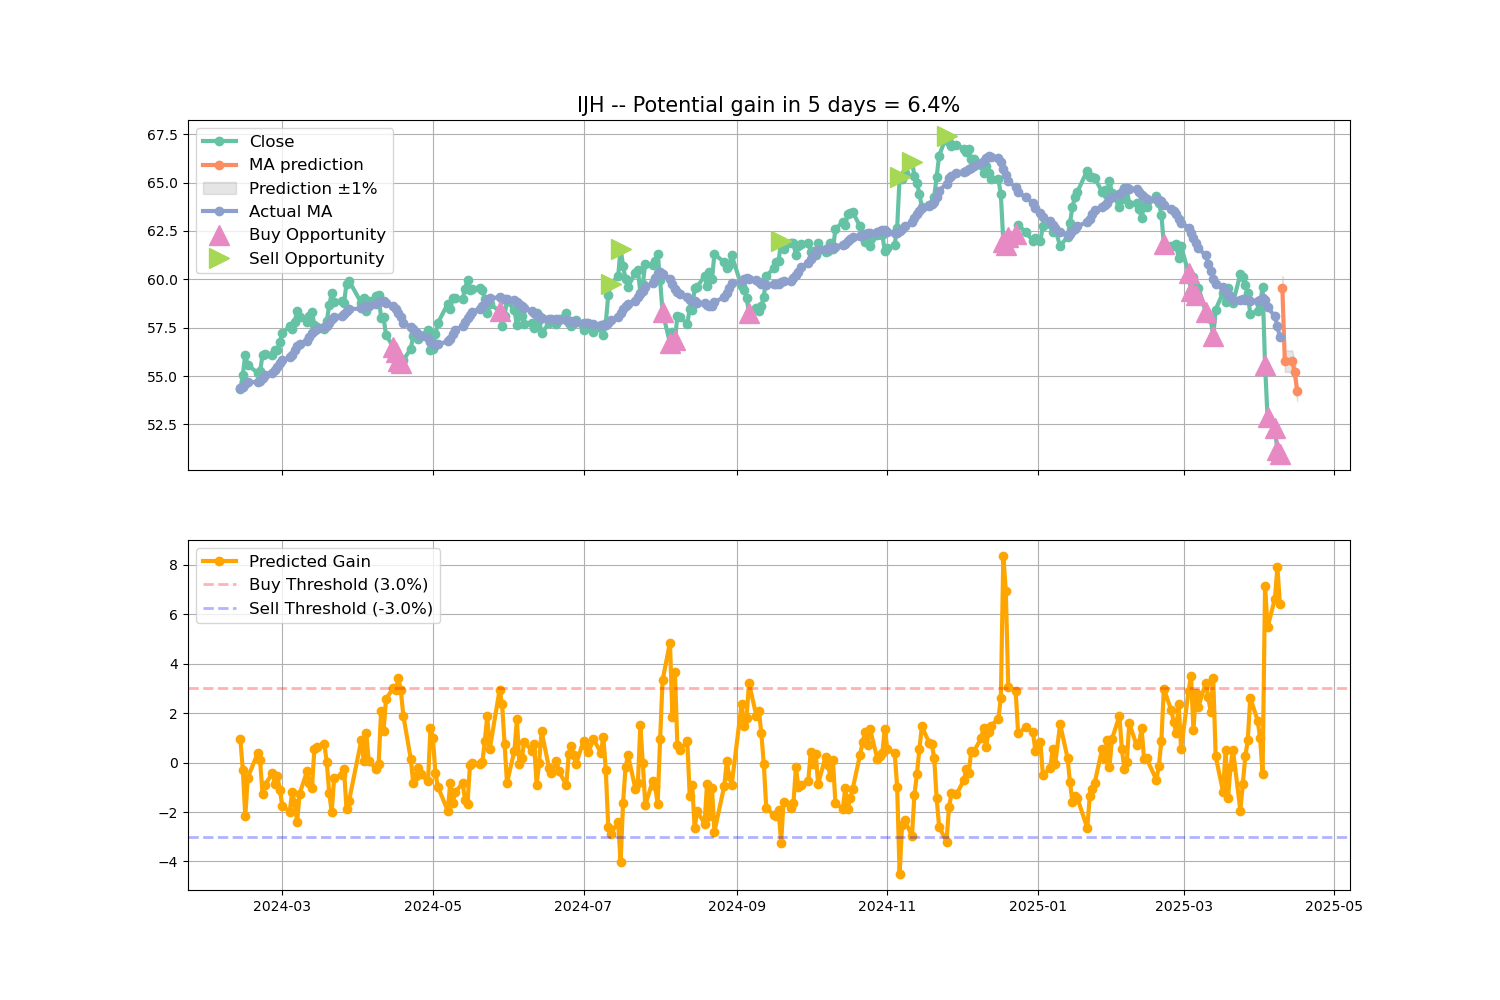 IJH -- Potential gain in 5 days = 6.4%
67.5
65.0
62.5
60.0
57.5
55.0
52.5
Close
MA prediction
Prediction ±1%
Actual MA
Buy Opportunity
Sell Opportunity
8
6
4
2
0
−2
−4
Predicted Gain
Buy Threshold (3.0%)
Sell Threshold (-3.0%)
2024-03
2024-05
2024-07
2024-09
2024-11
2025-01
2025-03
2025-05